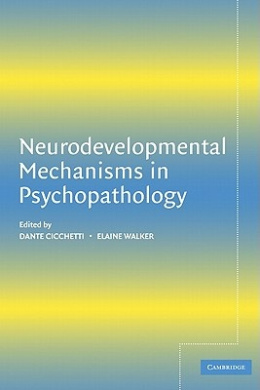 Neurodevelopmental
Mechanisms in
Psychopathology
Edited by
DANTE CICCHETTI • ELAINE WALKER
CAMBRIDGE